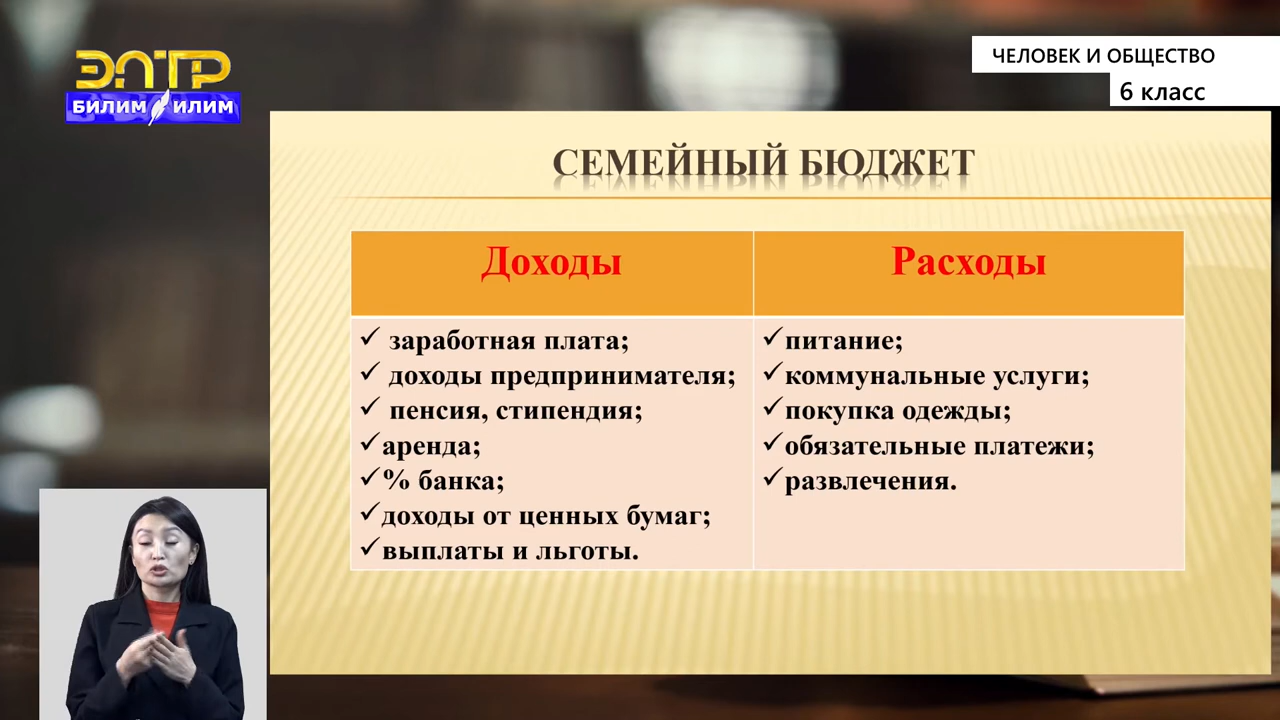 ЭЛТР
БИЛИМ ИЛИМ
ЧЕЛОВЕК И ОБЩЕСТВО
6 класс
СЕМЕЙНЫЙ БЮДЖЕТ
Доходы
✓ заработная плата;
✓ доходы предпринимателя;
✓ пенсия, стипендия;
✓ аренда;
✓ % банка;
✓ доходы от ценных бумаг;
✓ выплаты и льготы.
Расходы
✓ питание;
✓ коммунальные услуги;
✓ покупка одежды;
✓ обязательные платежи;
✓ развлечения.